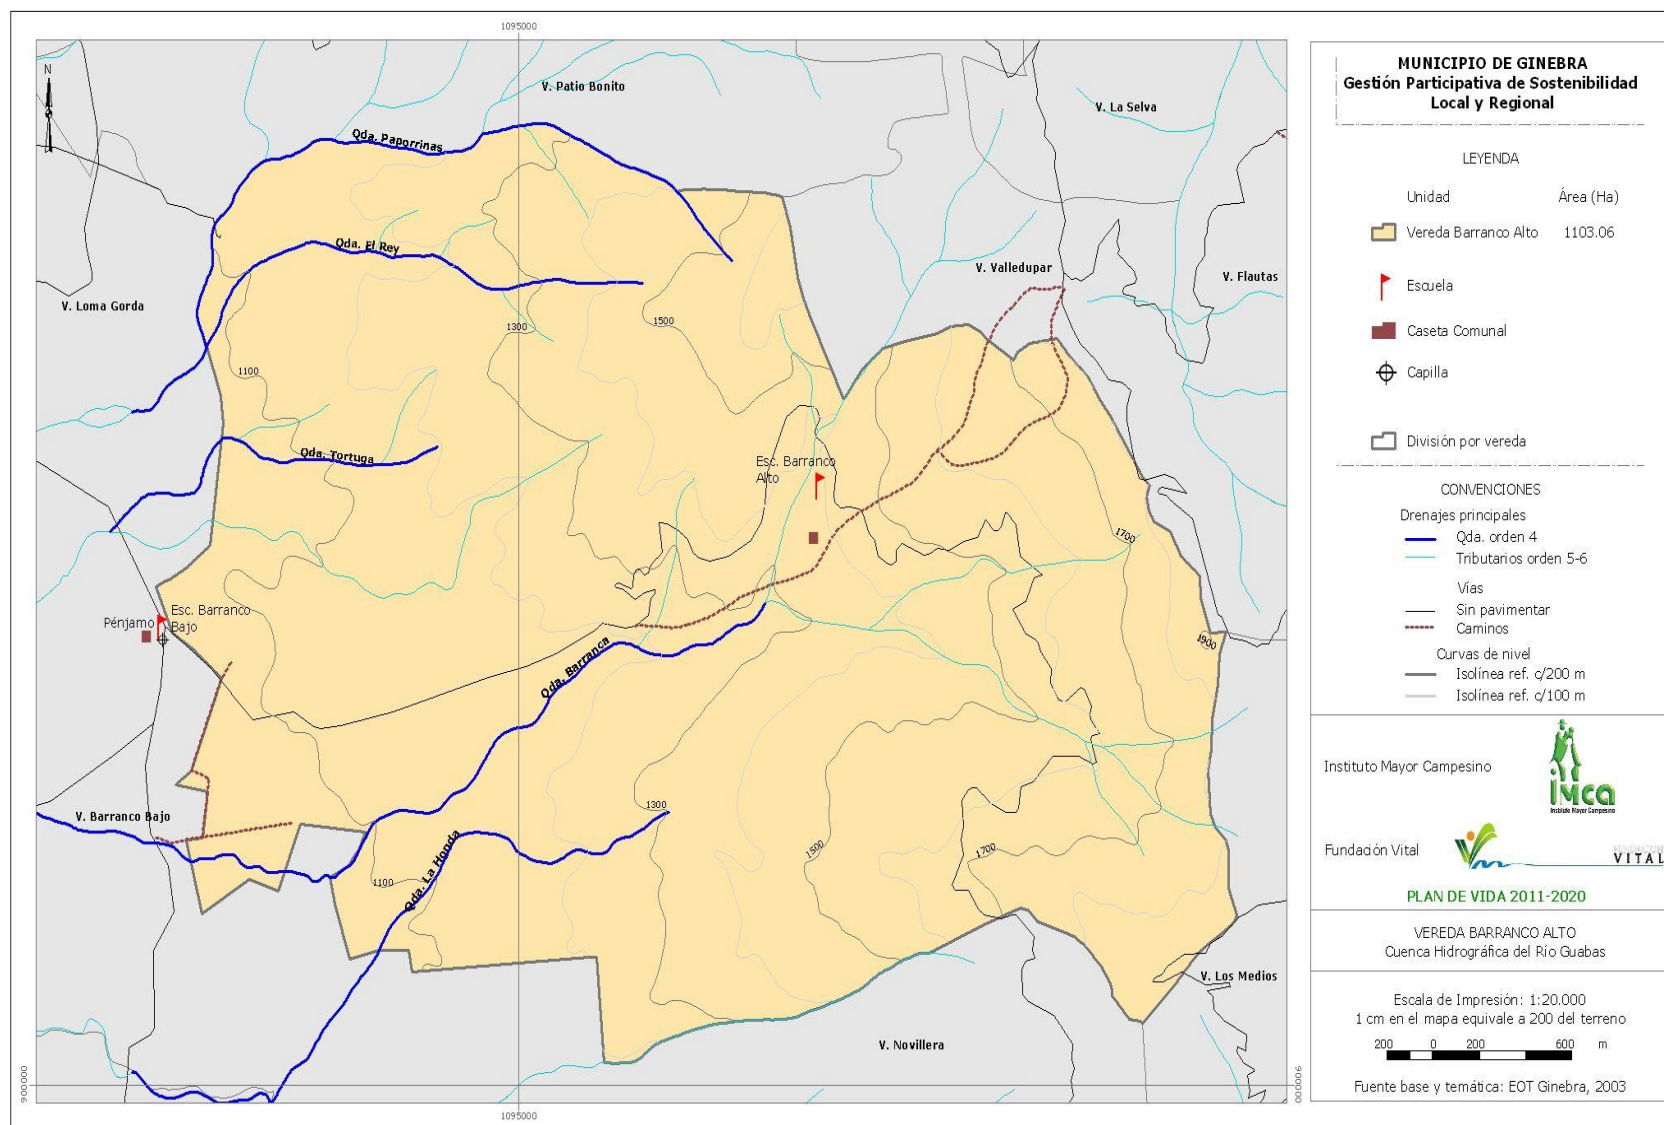 1095000
N
V. Patio Bonito
V. La Selva
Qda. Paporrinas
Qda. El Rey
V. Valledupar
V. Flautas
V. Loma Gorda
1300
1500
1100
Qda. Tortuga
Esc. Barranco
Alto
1700
Esc. Barranco
Bajo
Pénjamo
1900
Qda. Barranca
V. Barranco Bajo
1300
Qda. La Honda
1100
1500
1700
V. Los Medios
V. Novillera
900000
900000
1095000
MUNICIPIO DE GINEBRA
Gestión Participativa de Sostenibilidad
Local y Regional
LEYENDA
Unidad Área (Ha)
Vereda Barranco Alto 1103.06
Escuela
Caseta Comunal
Capilla
División por vereda
CONVENCIONES
Drenajes principales
Qda. orden 4
Tributarios orden 5-6
Vías
Sin pavimentar
Caminos
Curvas de nivel
Isolínea ref. c/200 m
Isolínea ref. c/100 m
Instituto Mayor Campesino
imca
Instituto Mayor Campesino
Fundación Vital
FUNDACION
VITAL
PLAN DE VIDA 2011-2020
VEREDA BARRANCO ALTO
Cuenca Hidrográfica del Río Guabas
Escala de Impresión: 1:20.000
1 cm en el mapa equivale a 200 del terreno
200 0 200 600 m
Fuente base y temática: EOT Ginebra, 2003